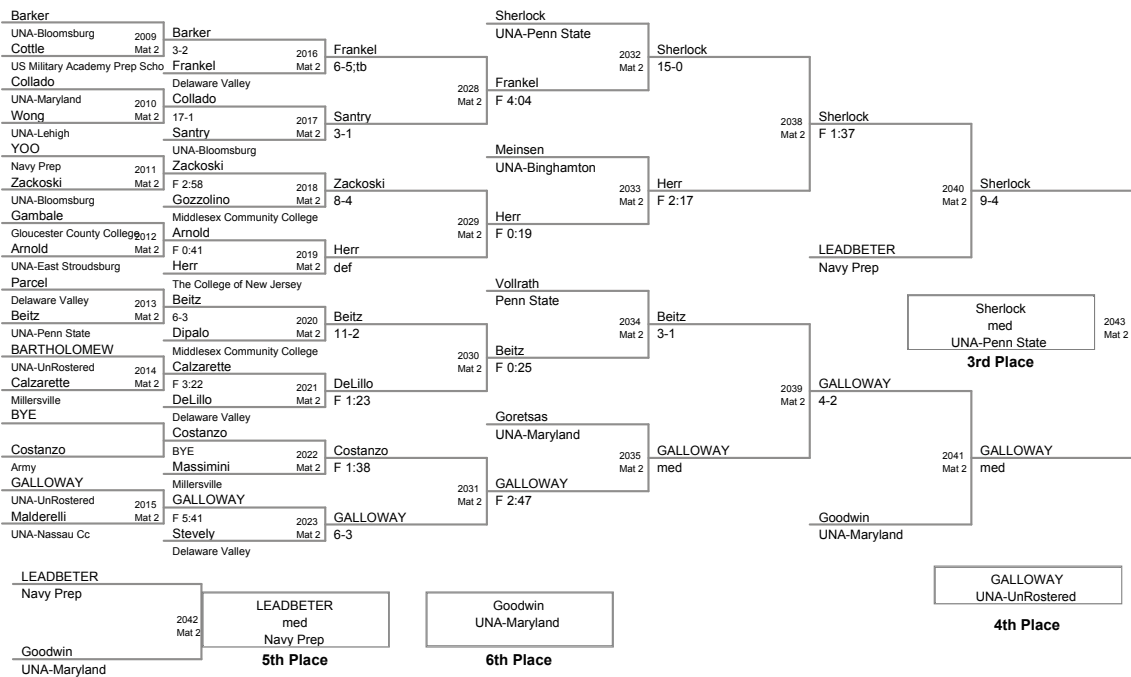 Barker
UNA-Bloomsburg
Cottle
US Military Academy Prep Scho
2009
Mat 2
Collado
UNA-Maryland
Wong
UNA-Lehigh
2010
Mat 2
YOO
Navy Prep
Zackoski
UNA-Bloomsburg
2011
Mat 2
Gambale
Gloucester County College
Arnold
UNA-East Stroudsburg
2012
Mat 2
Parcel
Delaware Valley
Beitz
UNA-Penn State
2013
Mat 2
BARTHOLOMEW
UNA-UnRostered
Calzarette
Millersville
2014
Mat 2
BYE
Costanzo
Army
GALLOWAY
UNA-UnRostered
Malderelli
UNA-Nassau Cc
2015
Mat 2
Barker
3-2
Frankel
Delaware Valley
2016
Mat 2
Collado
17-1
Santry
UNA-Bloomsburg
2017
Mat 2
Zackoski
F 2:58
Gozzolino
Middlesex Community College
2018
Mat 2
Arnold
F 0:41
Herr
The College of New Jersey
2019
Mat 2
Beitz
6-3
Dipalo
Middlesex Community College
2020
Mat 2
Calzarette
F 3:22
DeLillo
Delaware Valley
2021
Mat 2
Costanzo
BYE
Massimini
Millersville
2022
Mat 2
GALLOWAY
F 5:41
Stevely
Delaware Valley
2023
Mat 2
Frankel
6-5;tb
Santry
3-1
2028
Mat 2
Zackoski
8-4
Herr
def
2029
Mat 2
Beitz
11-2
DeLillo
F 1:23
2030
Mat 2
Costanzo
F 1:38
GALLOWAY
6-3
2031
Mat 2
Sherlock
UNA-Penn State
Frankel
F 4:04
2032
Mat 2
Meinsen
UNA-Binghamton
Herr
F 0:19
2033
Mat 2
Vollrath
Penn State
Beitz
F 0:25
2034
Mat 2
Goretsas
UNA-Maryland
GALLOWAY
F 2:47
2035
Mat 2
Sherlock
15-0
Herr
F 2:17
2038
Mat 2
Beitz
3-1
GALLOWAY
med
2039
Mat 2
Sherlock
F 1:37
LEADBETER
Navy Prep
2040
Mat 2
GALLOWAY
4-2
Goodwin
UNA-Maryland
2041
Mat 2
Sherlock
9-4
GALLOWAY
med
2043
Mat 2
Sherlock
med
UNA-Penn State
3rd Place
GALLOWAY
UNA-UnRostered
4th Place
LEADBETER
Navy Prep
Goodwin
UNA-Maryland
2042
Mat 2
LEADBETER
med
Navy Prep
5th Place
Goodwin
UNA-Maryland
6th Place